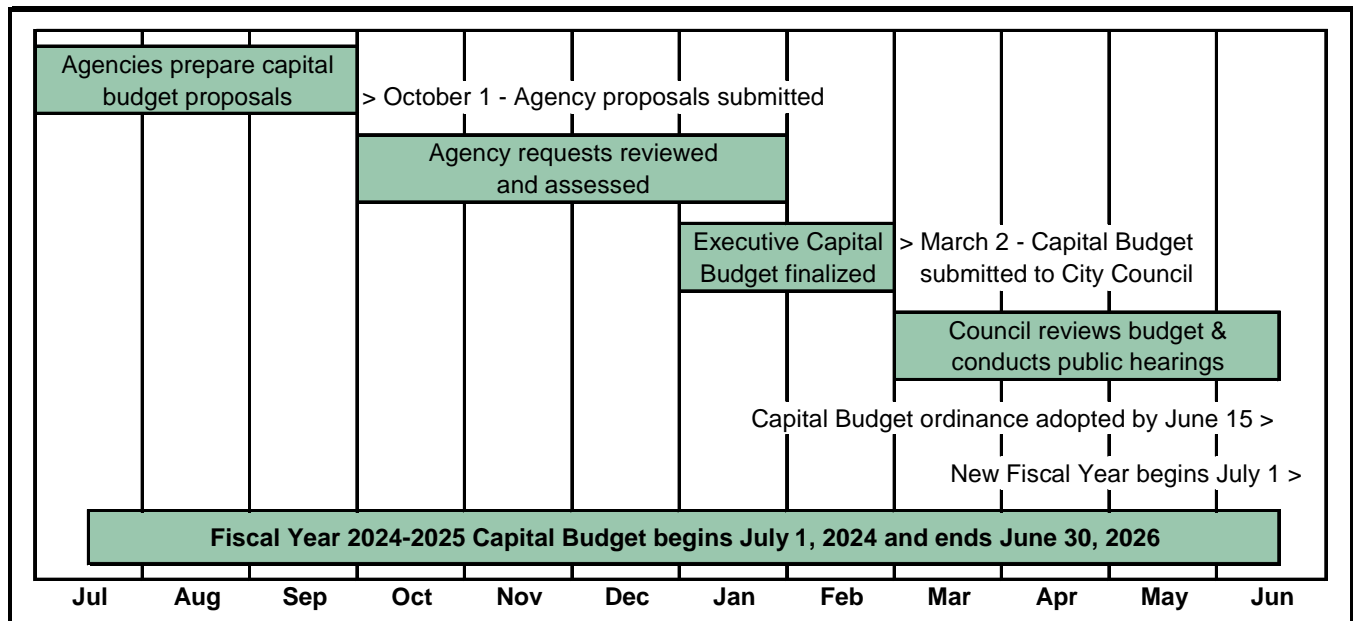 Agencies prepare capital
budget proposals
> October 1 - Agency proposals submitted
Agency requests reviewed
and assessed
Executive Capital
Budget finalized
> March 2 - Capital Budget
submitted to City Council
Council reviews budget &
conducts public hearings
Capital Budget ordinance adopted by June 15 >
New Fiscal Year begins July 1 >
Fiscal Year 2024-2025 Capital Budget begins July 1, 2024 and ends June 30, 2026
Jul Aug Sep Oct Nov Dec Jan Feb Mar Apr May Jun